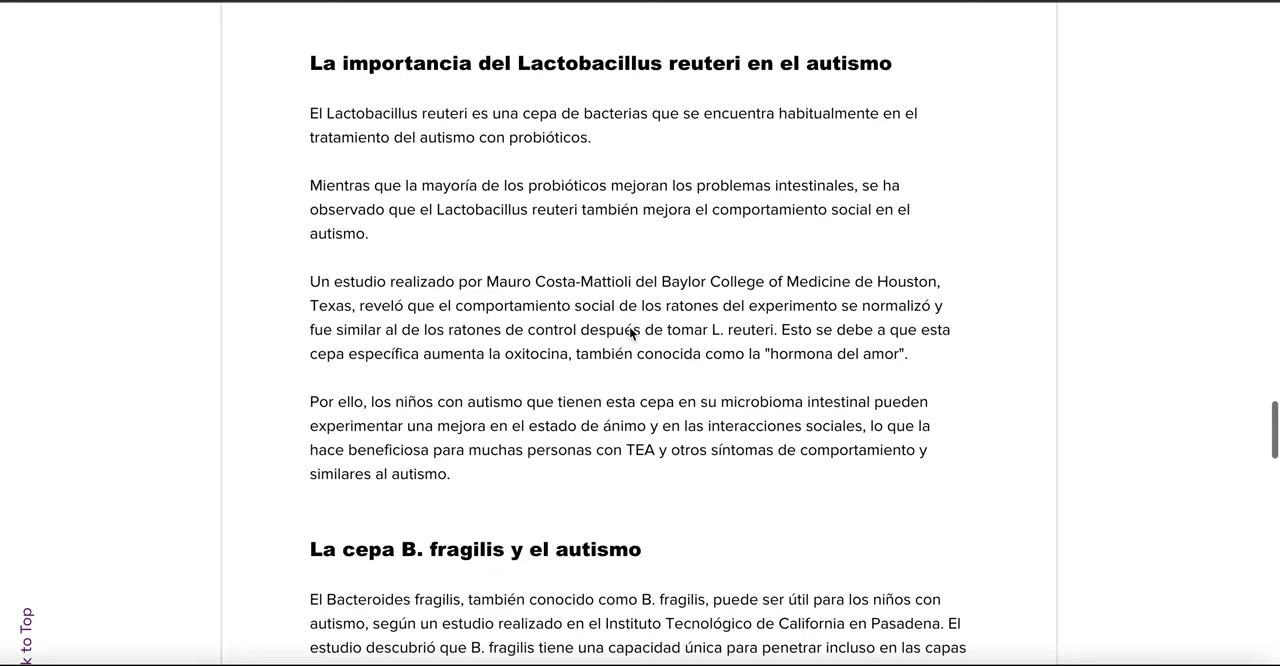 La importancia del Lactobacillus reuteri en el autismo
El Lactobacillus reuteri es una cepa de bacterias que se encuentra habitualmente en el
tratamiento del autismo con probióticos.
Mientras que la mayoría de los probióticos mejoran los problemas intestinales, se ha
observado que el Lactobacillus reuteri también mejora el comportamiento social en el
autismo.
Un estudio realizado por Mauro Costa-Mattioli del Baylor College of Medicine de Houston,
Texas, reveló que el comportamiento social de los ratones del experimento se normalizó y
fue similar al de los ratones de control después de tomar L. reuteri. Esto se debe a que esta
cepa específica aumenta la oxitocina, también conocida como la "hormona del amor".
Por ello, los niños con autismo que tienen esta cepa en su microbioma intestinal pueden
experimentar una mejora en el estado de ánimo y en las interacciones sociales, lo que la
hace beneficiosa para muchas personas con TEA y otros síntomas de comportamiento y
similares al autismo.
La cepa B. fragilis y el autismo
El Bacteroides fragilis, también conocido como B. fragilis, puede ser útil para los niños con
autismo, según un estudio realizado en el Instituto Tecnológico de California en Pasadena. El
estudio descubrió que B. fragilis tiene una capacidad única para penetrar incluso en las capas
k to Top